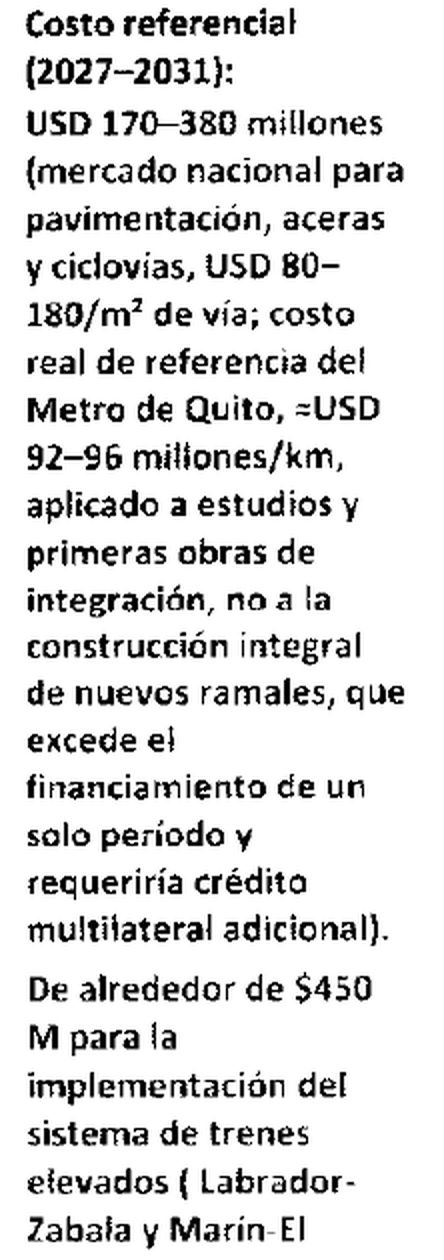 Costo referencial
(2027–2031):
USD 170–380 millones
(mercado nacional para
pavimentación, aceras
y ciclovías, USD 80–
180/m² de vía; costo
real de referencia del
Metro de Quito, ≈USD
92–96 millones/km,
aplicado a estudios y
primeras obras de
integración, no a la
construcción integral
de nuevos ramales, que
excede el
financiamiento de un
solo período y
requeriría crédito
multilateral adicional).
De alrededor de $450
M para la
implementación del
sistema de trenes
elevados ( Labrador-
Zabala y Marín-El